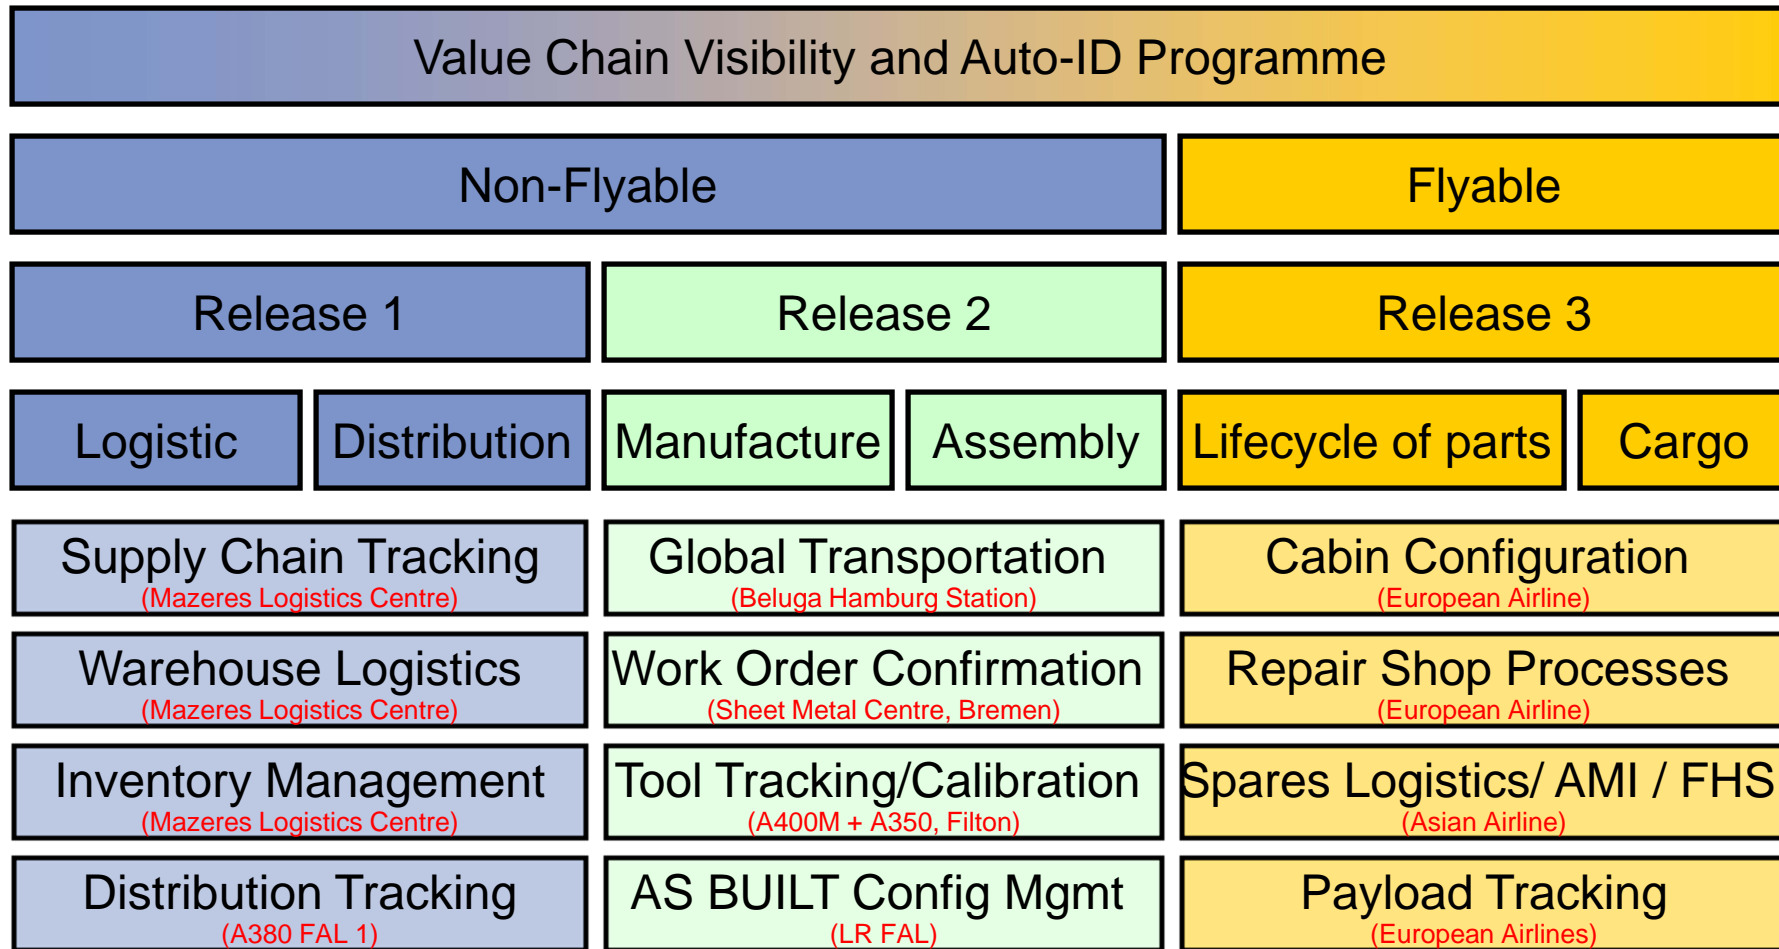 Value Chain Visibility and Auto-ID Programme
Non-Flyable
Flyable
Release 1
Release 2
Release 3
Logistic
Distribution
Manufacture
Assembly
Lifecycle of parts
Cargo
Supply Chain Tracking
(Mazeres Logistics Centre)
Global Transportation
(Beluga Hamburg Station)
Cabin Configuration
(European Airline)
Warehouse Logistics
(Mazeres Logistics Centre)
Work Order Confirmation
(Sheet Metal Centre, Bremen)
Repair Shop Processes
(European Airline)
Inventory Management
(Mazeres Logistics Centre)
Tool Tracking/Calibration
(A400M + A350, Filton)
Spares Logistics/ AMI / FHS
(Asian Airline)
Distribution Tracking
(A380 FAL 1)
AS BUILT Config Mgmt
(LR FAL)
Payload Tracking
(European Airlines)